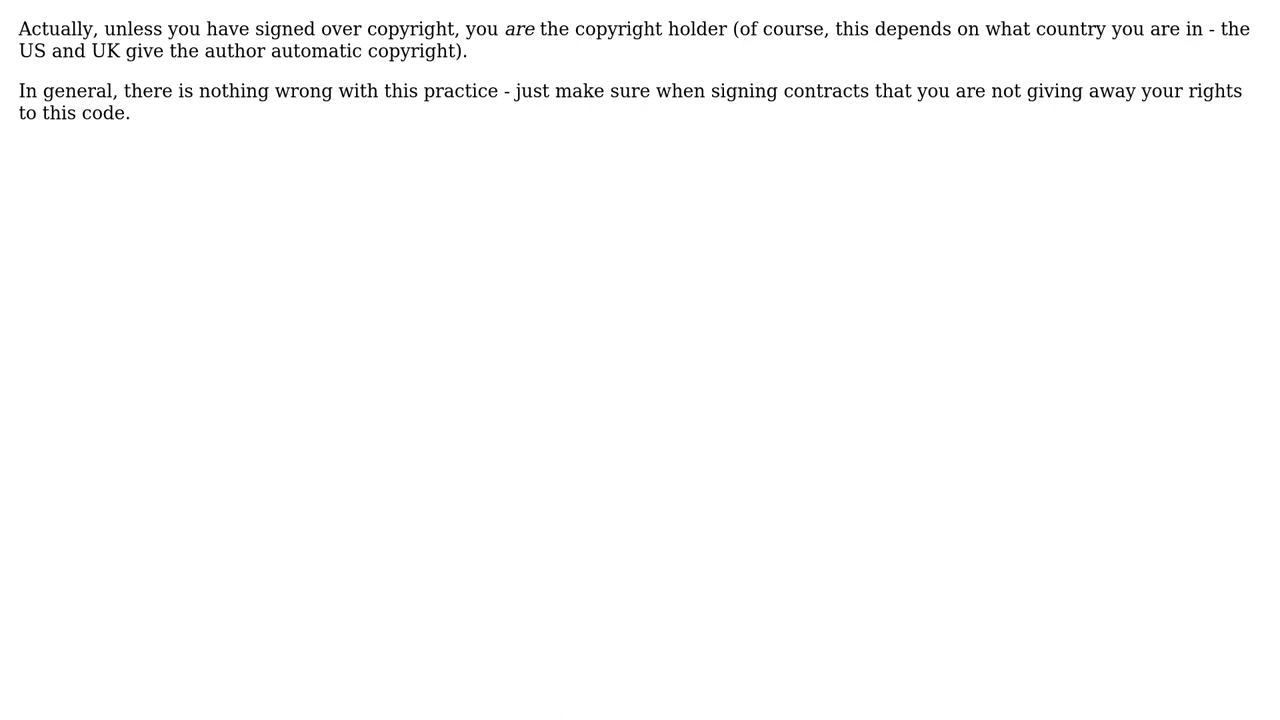 Actually, unless you have signed over copyright, you are the copyright holder (of course, this depends on what country you are in - the
US and UK give the author automatic copyright).
In general, there is nothing wrong with this practice - just make sure when signing contracts that you are not giving away your rights
to this code.